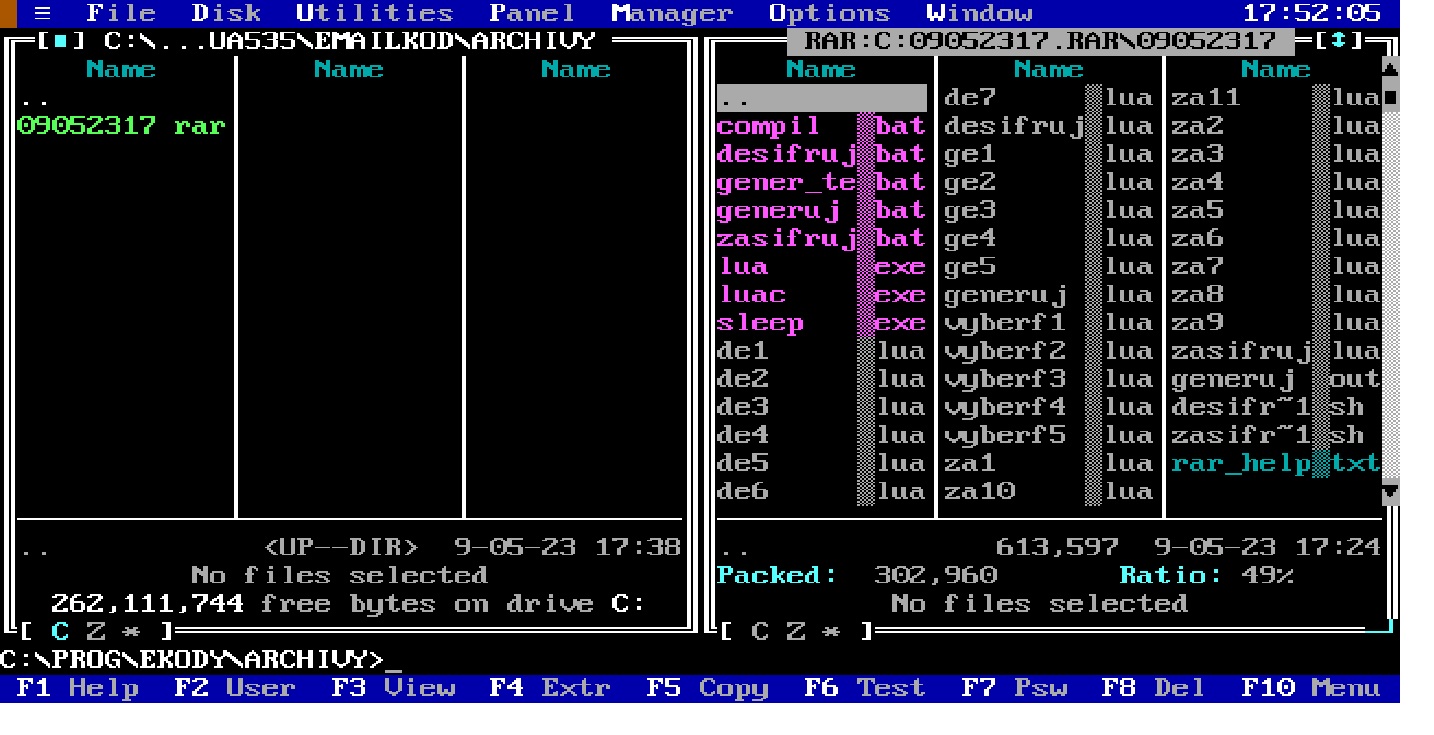 ≡ File Disk Utilities Panel Manager Options Window 17:52:05
[■] C:\...UA535\EMAILKOD\ARCHIVY
RAR:C:09052317.RAR\09052317 [↕]
Name Name Name Name Name Name
.. .. de7 ▒lua za11 ▒lua
09052317 rar compil ▒bat desifruj▒lua za2 ▒lua
desifruj▒bat ge1 ▒lua za3 ▒lua
gener_te▒bat ge2 ▒lua za4 ▒lua
generuj ▒bat ge3 ▒lua za5 ▒lua
zasifruj▒bat ge4 ▒lua za6 ▒lua
lua ▒exe ge5 ▒lua za7 ▒lua
luac ▒exe generuj ▒lua za8 ▒lua
sleep ▒exe vyberf1 ▒lua za9 ▒lua
de1 ▒lua vyberf2 ▒lua zasifruj▒lua
de2 ▒lua vyberf3 ▒lua generuj ▒out
de3 ▒lua vyberf4 ▒lua desifr~1▒sh
de4 ▒lua vyberf5 ▒lua zasifr~1▒sh
de5 ▒lua za1 ▒lua rar_help▒txt
de6 ▒lua za10 ▒lua
.. <UP--DIR> 9-05-23 17:38 .. 613,597 9-05-23 17:24
No files selected Packed: 302,960 Ratio: 49%
262,111,744 free bytes on drive C: No files selected
[ C Z * ] [ C Z * ]
C:\PROG\EKODY\ARCHIVY>_
F1 Help F2 User F3 View F4 Extr F5 Copy F6 Test F7 Psw F8 Del F10 Menu